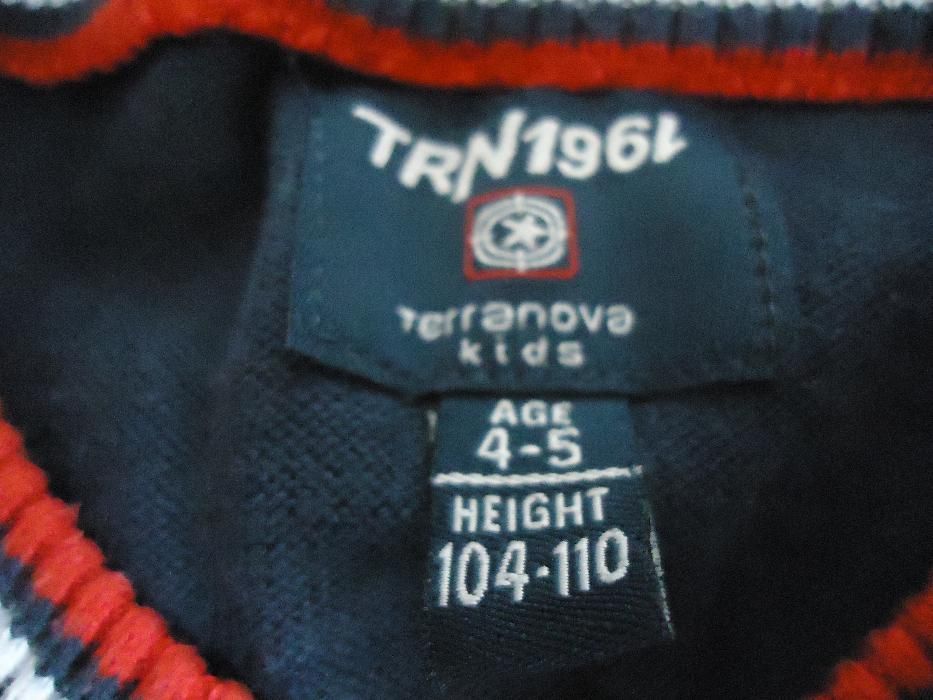 TRN1961
terranova
kids
AGE
4-5
HEIGHT
104-110